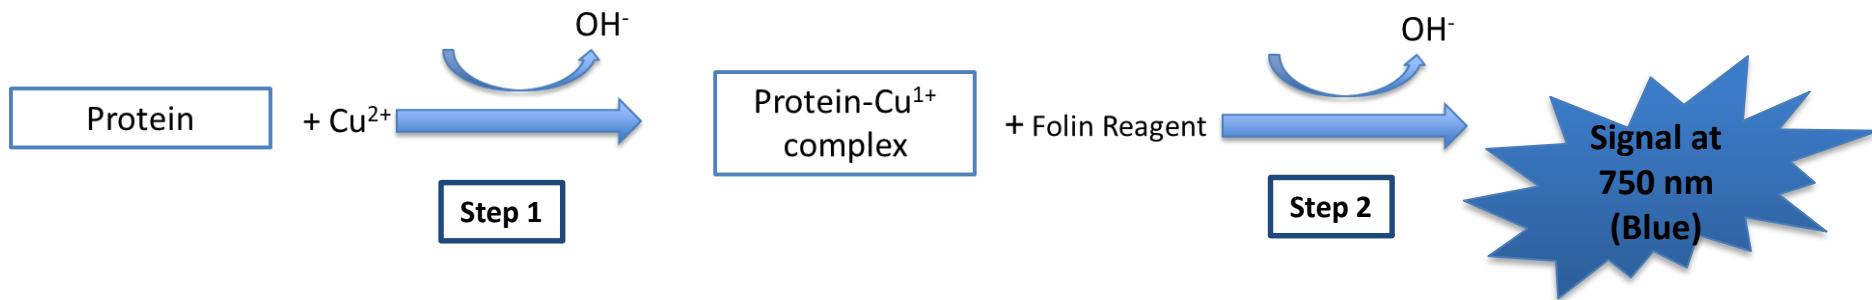 OH⁻
Protein
+ Cu²⁺
Step 1
Protein-Cu¹⁺
complex
+ Folin Reagent
OH⁻
Step 2
Signal at
750 nm
(Blue)